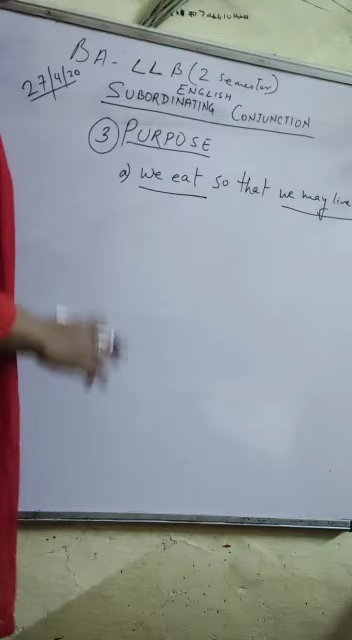 BA-LLB (2 semester)
27/4/20
ENGLISH
SUBORDINATING CONJUNCTION
③ PURPOSE
a) we eat so that we may live